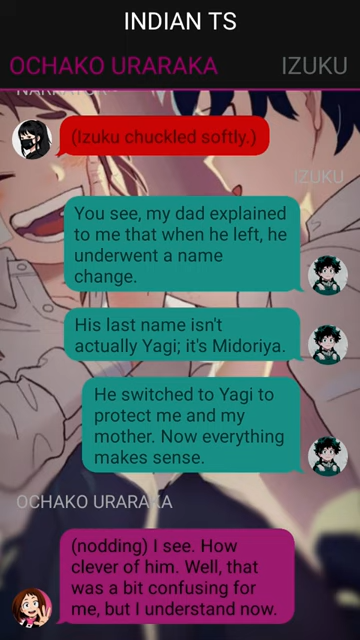 INDIAN TS
OCHAKO URARAKA IZUKU
NARRATOR
(Izuku chuckled softly.)
IZUKU
You see, my dad explained
to me that when he left, he
underwent a name
change.
His last name isn't
actually Yagi; it's Midoriya.
He switched to Yagi to
protect me and my
mother. Now everything
makes sense.
OCHAKO URARAKA
(nodding) I see. How
clever of him. Well, that
was a bit confusing for
me, but I understand now.